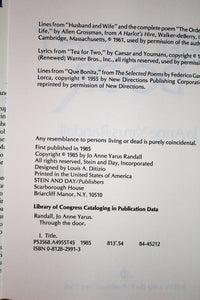 Lines from "Husband and Wife" and the complete poem "The Orde
Life," by Allen Grossman, from A Harlot's Hire, Walker-deBerry, I
Cambridge, Massachusetts, © 1961, used by permission of the auth
Lyrics from "Tea for Two," by Caesar and Youmans, copyright ©
(Renewed) Warner Bros., Inc., all rights reserved, used by permissi
Lines from "Que Bonita," from The Selected Poems by Federico Ga
Lorca, copyright © 1955 by New Directions Publishing Corporati
reprinted by permission of New Directions.
Any resemblance to persons living or dead is purely coincidental.
First published in 1985
Copyright © 1985 by Jo Anne Yarus Randall
All rights reserved, Stein and Day, Incorporated
Designed by Louis A. Ditizio
Printed in the United States of America
STEIN AND DAY/Publishers
Scarborough House
Briarcliff Manor, N.Y. 10510
Library of Congress Cataloging in Publication Data
Randall, Jo Anne Yarus.
Through the door.
I. Title.
PS3568.A4955T45 1985 813'.54 84-45212
ISBN 0-8128-2991-3